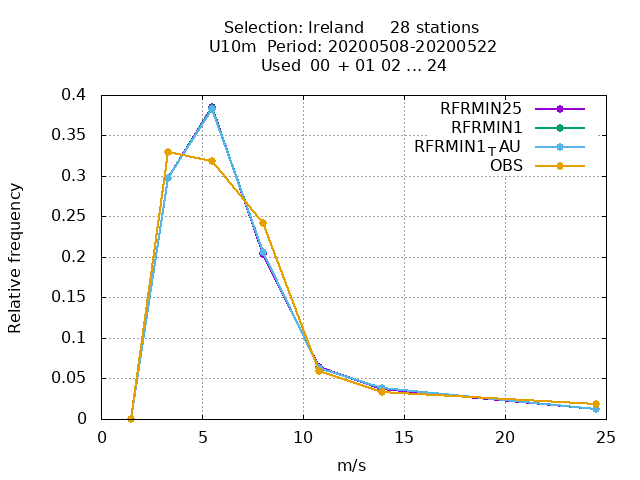 Selection: Ireland 28 stations
U10m Period: 20200508-20200522
Used 00 + 01 02 ... 24
RFRMIN25
RFRMIN1
RFRMIN1TAU
OBS
Relative frequency
0.4
0.35
0.3
0.25
0.2
0.15
0.1
0.05
0
0 5 10 15 20 25
m/s